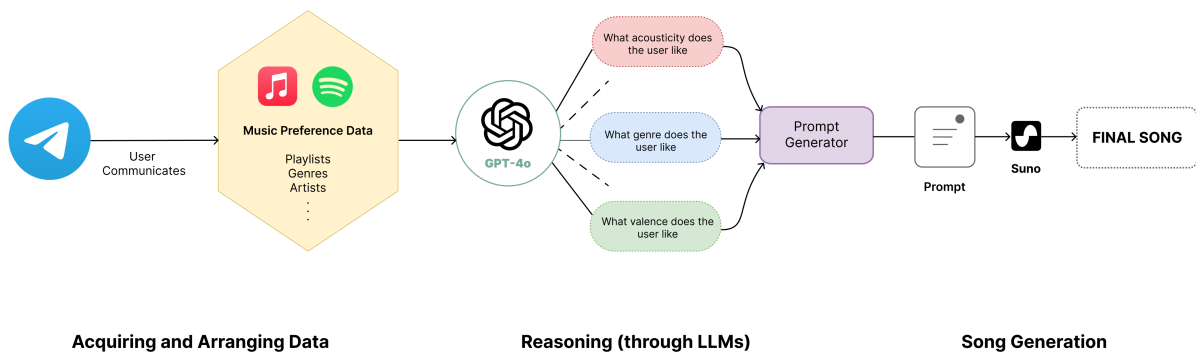 User
Communicates
Music Preference Data
Playlists
Genres
Artists
.
.
.
GPT-4o
What acousticity does
the user like
What genre does the
user like
What valence does the
user like
Prompt
Generator
Prompt
Suno
FINAL SONG
Acquiring and Arranging Data
Reasoning (through LLMs)
Song Generation